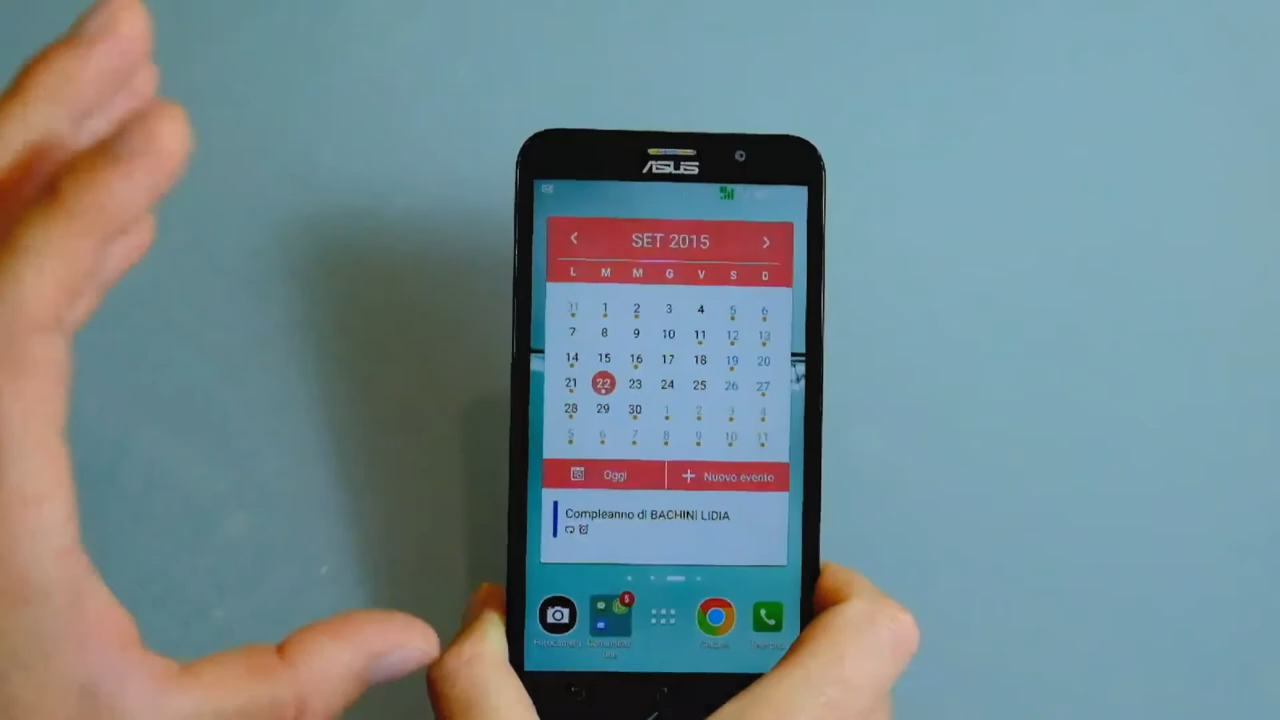 ASUS
SET 2015
L M M G V S D
31 1 2 3 4 5 6
7 8 9 10 11 12 13
14 15 16 17 18 19 20
21 22 23 24 25 26 27
28 29 30 1 2 3 4
5 6 7 8 9 10 11
Oggi Nuovo evento
Compleanno di BACHINI LIDIA
5